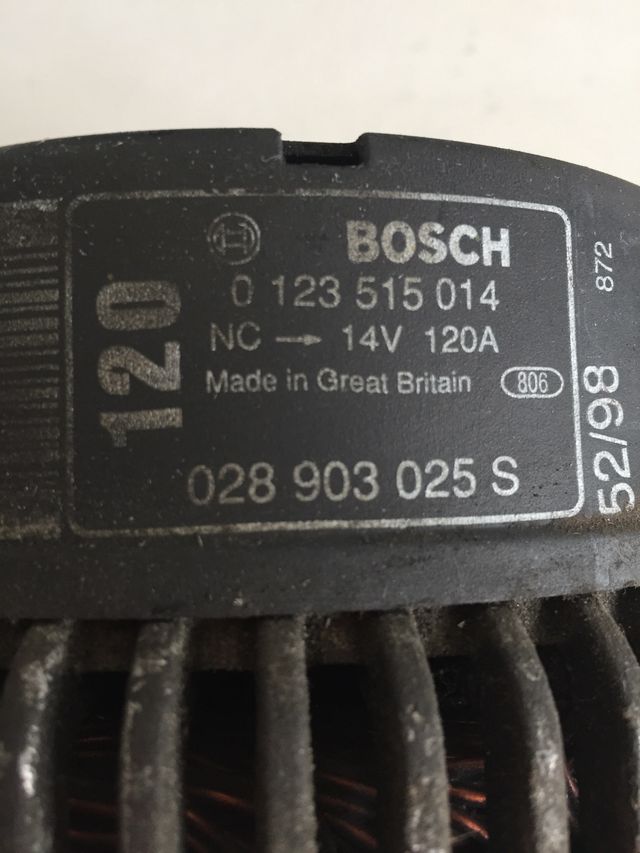 BOSCH
0 123 515 014
NC → 14V 120A
Made in Great Britain 806
028 903 025 S
120
872
52/98